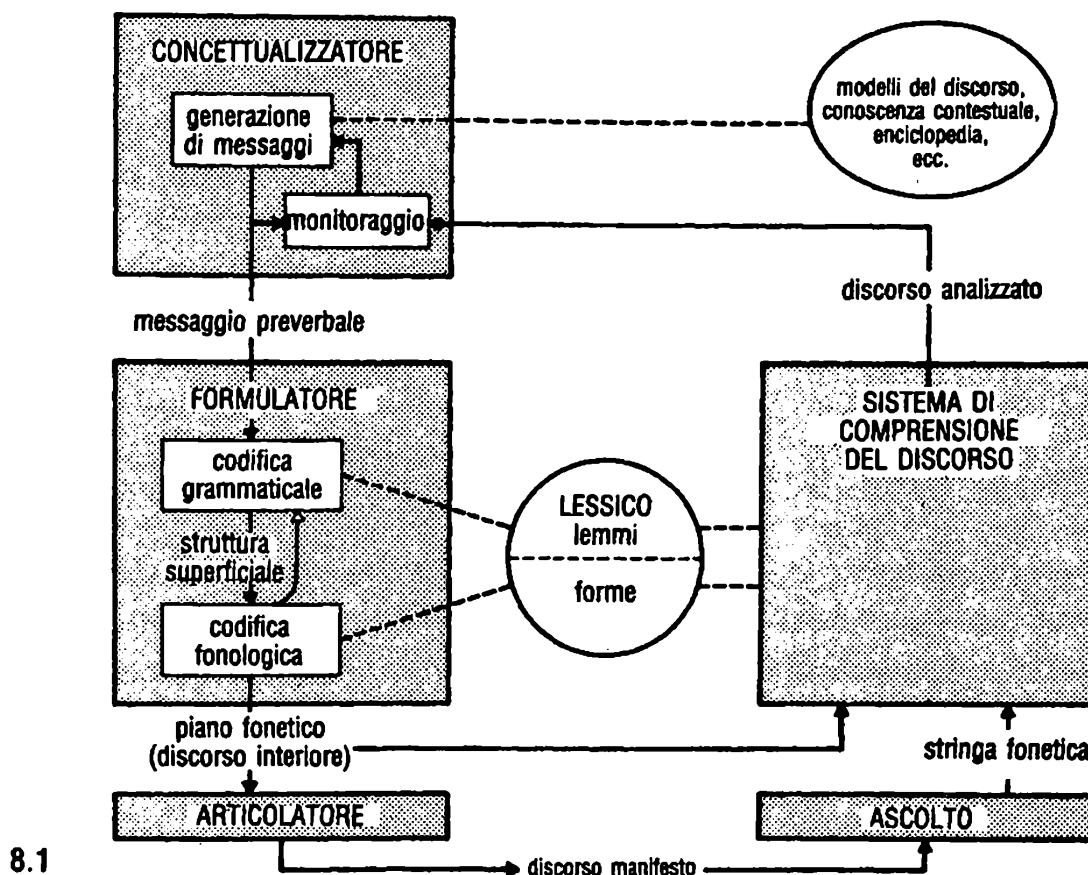 CONCETTUALIZZATORE
generazione
di messaggi
monitoraggio
modelli del discorso,
conoscenza contestuale,
enciclopedia,
ecc.
messaggio preverbale
discorso analizzato
FORMULATORE
codifica
grammaticale
struttura
superficiale
codifica
fonologica
LESSICO
lemmi
forme
SISTEMA DI
COMPRENSIONE
DEL DISCORSO
piano fonetico
(discorso interiore)
stringa fonetica
ARTICOLATORE
ASCOLTO
discorso manifesto
8.1